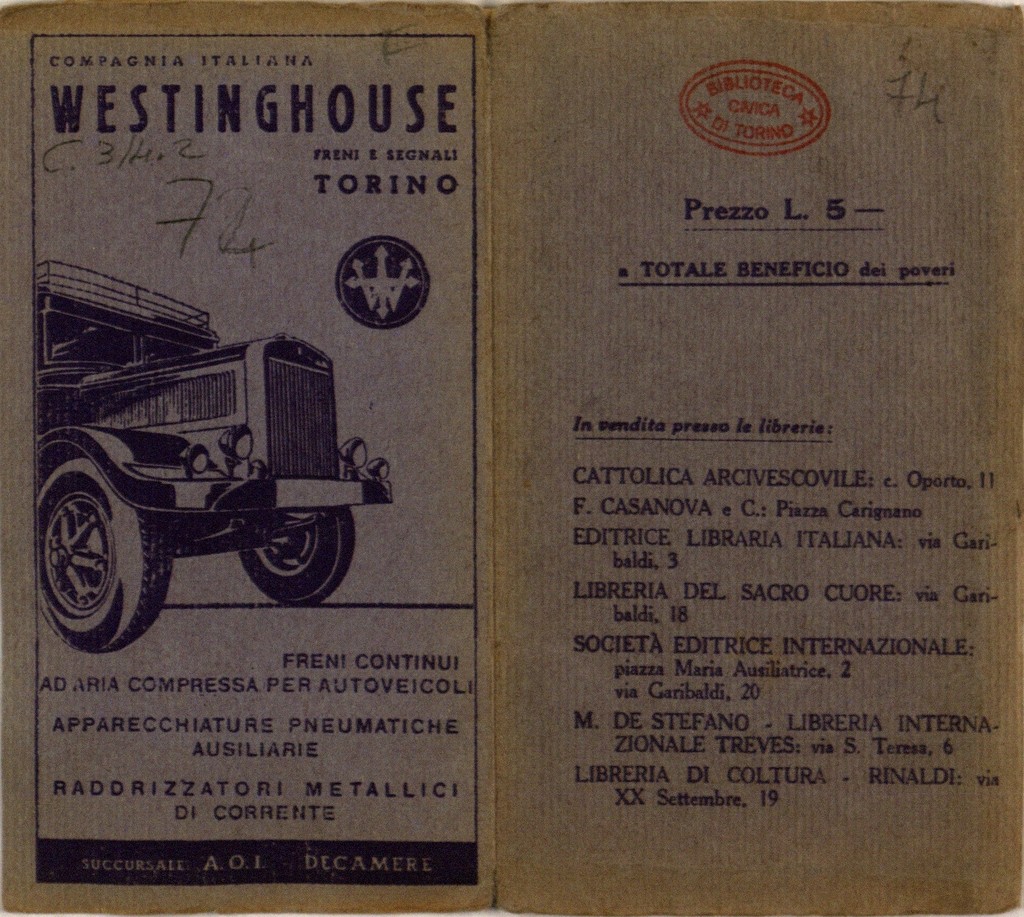 COMPAGNIA ITALIANA
WESTINGHOUSE
FRENI E SEGNALI
TORINO
C. 3/4.2
72
W
FRENI CONTINUI
AD ARIA COMPRESSA PER AUTOVEICOLI
APPARECCHIATURE PNEUMATICHE
AUSILIARIE
RADDRIZZATORI METALLICI
DI CORRENTE
SUCCURSALE A.O.I. - DECAMERE
BIBLIOTECA
CIVICA
DI TORINO
74
Prezzo L. 5 —
a TOTALE BENEFICIO dei poveri
In vendita presso le librerie:
CATTOLICA ARCIVESCOVILE: c. Oporto, 11
F. CASANOVA e C.: Piazza Carignano
EDITRICE LIBRARIA ITALIANA: via Gari-
baldi, 3
LIBRERIA DEL SACRO CUORE: via Gari-
baldi, 18
SOCIETÀ EDITRICE INTERNAZIONALE:
piazza Maria Ausiliatrice, 2
via Garibaldi, 20
M. DE STEFANO - LIBRERIA INTERNA-
ZIONALE TREVES: via S. Teresa, 6
LIBRERIA DI COLTURA - RINALDI: via
XX Settembre, 19